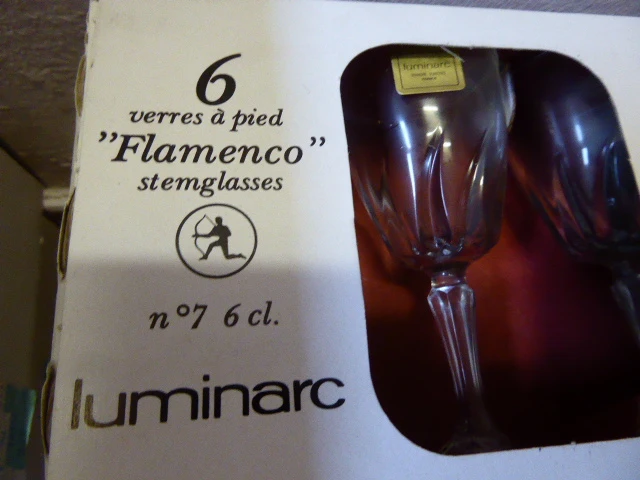 6
verres à pied
"Flamenco"
stemglasses
n°7 6 cl.
luminarc
luminarc